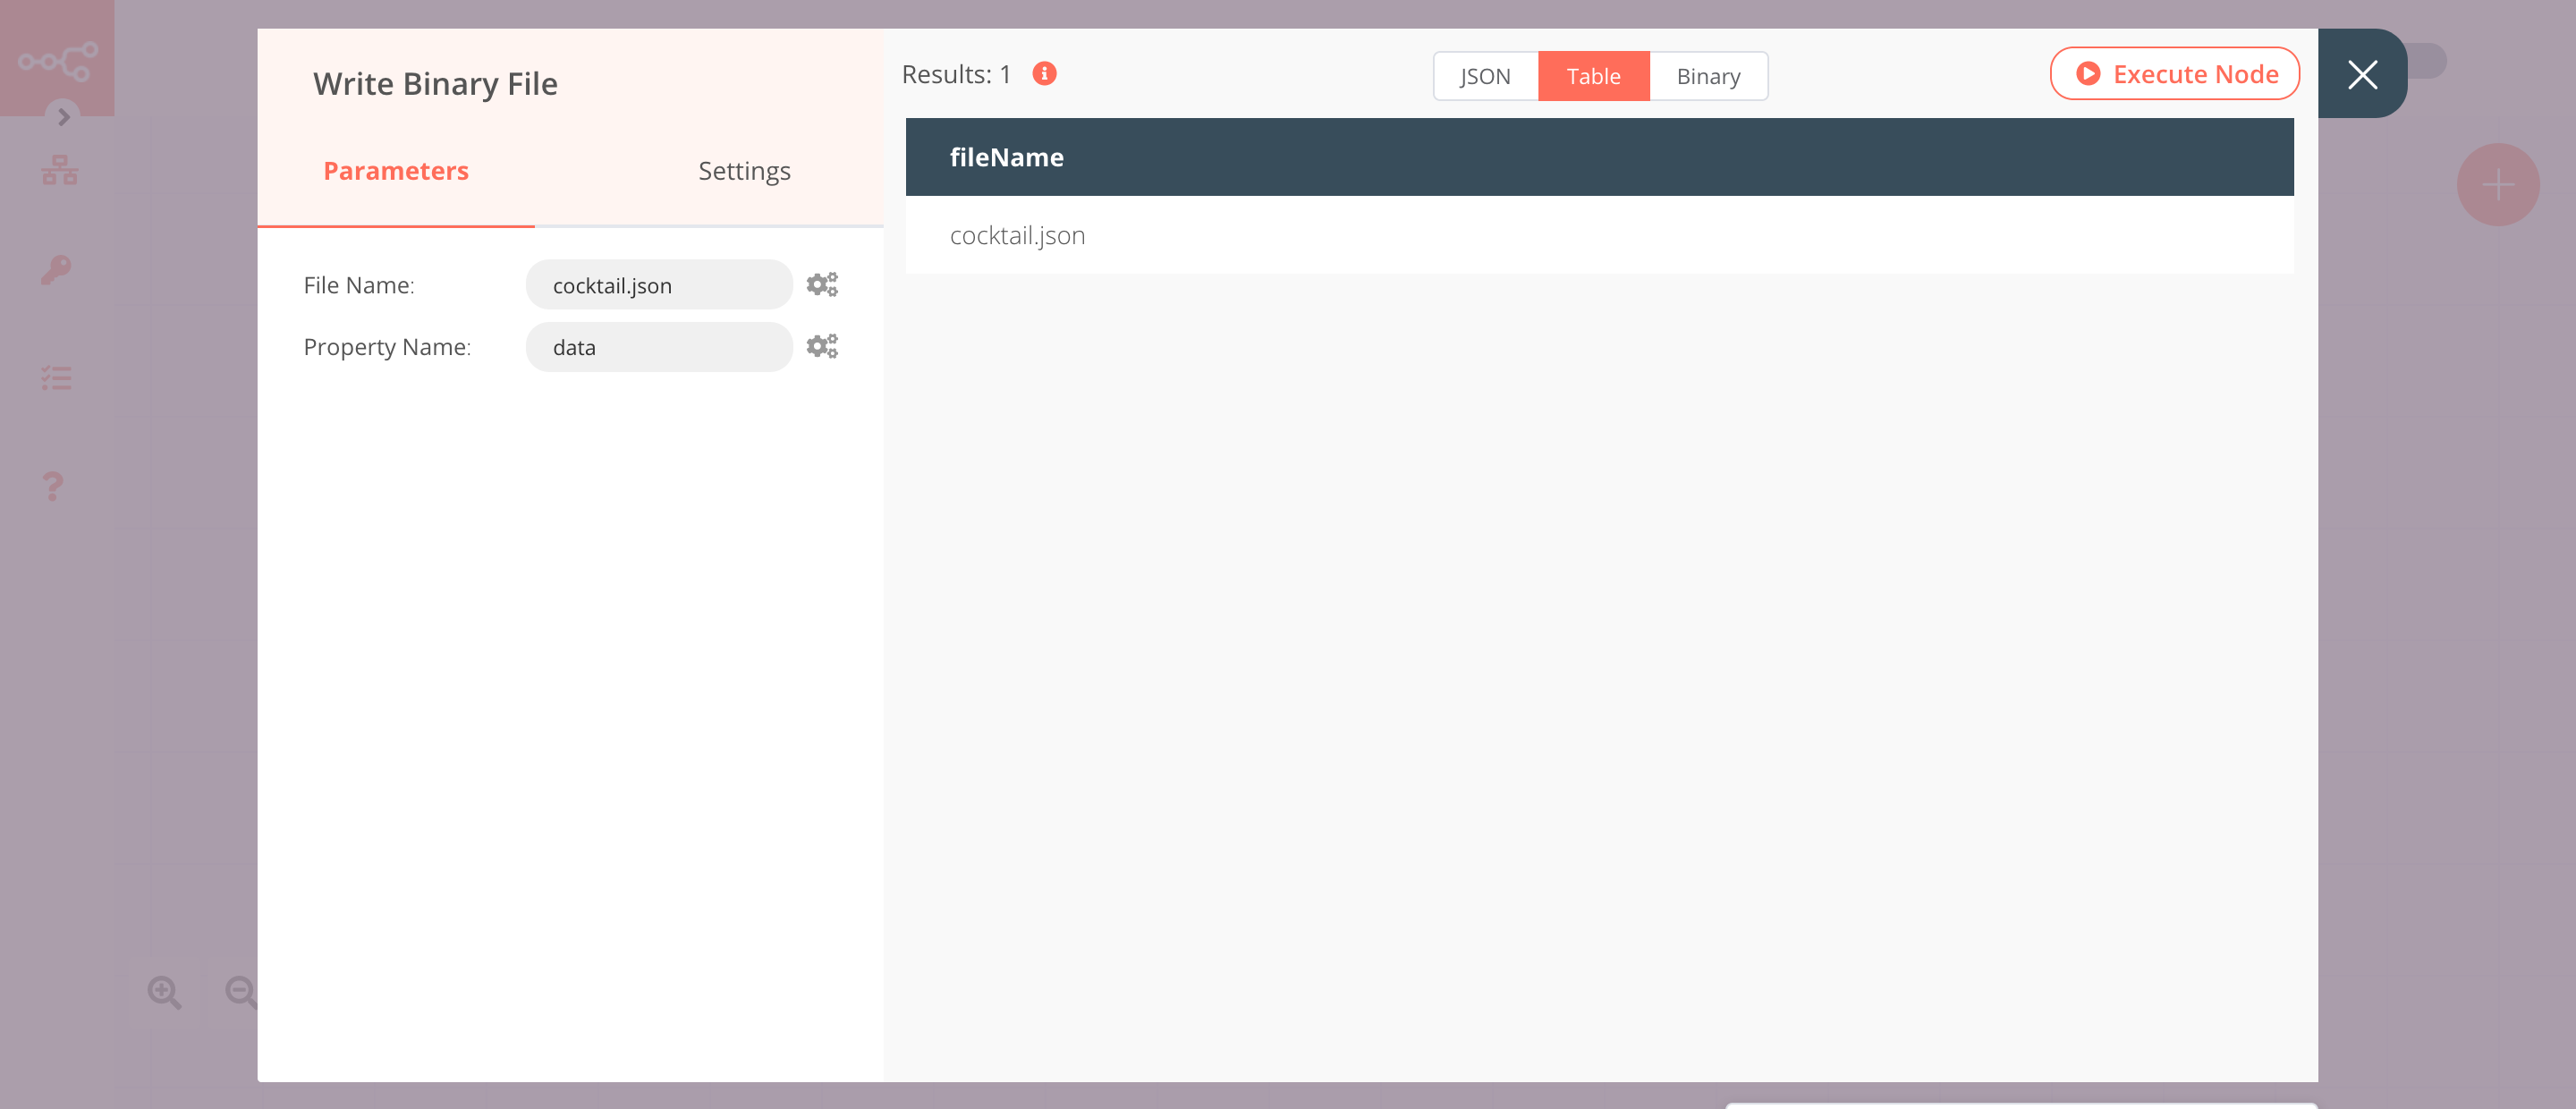 Write Binary File
Parameters
Settings
File Name:
cocktail.json
Property Name:
data
Results: 1
JSON
Table
Binary
Execute Node
fileName
cocktail.json